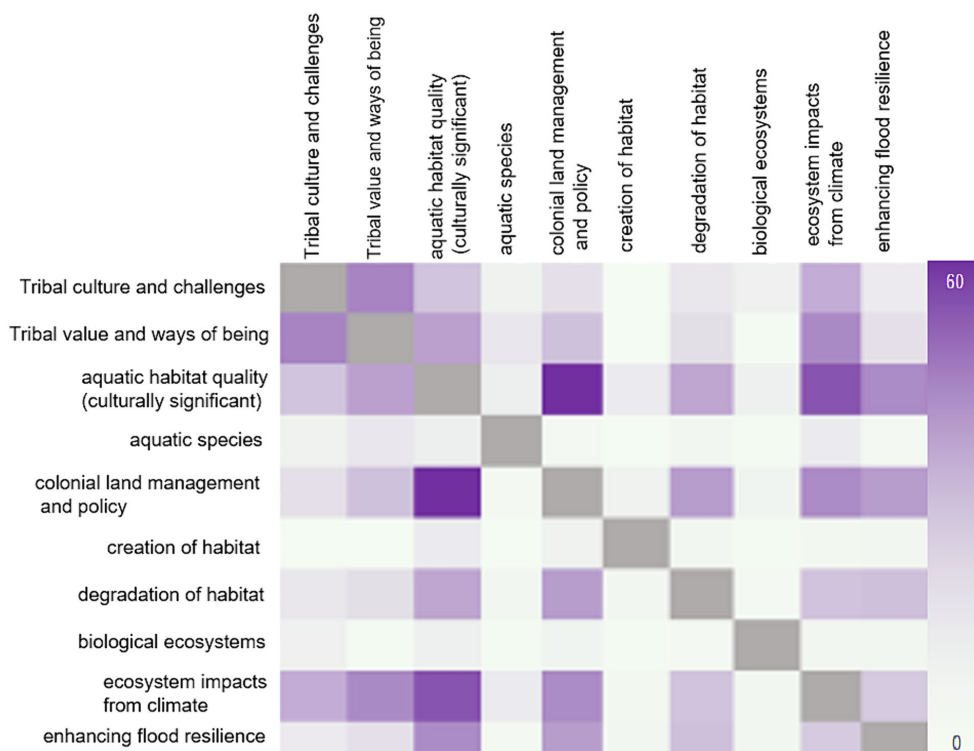 Tribal culture and challenges
Tribal value and ways of being
aquatic habitat quality
(culturally significant)
aquatic species
colonial land management
and policy
creation of habitat
degradation of habitat
biological ecosystems
ecosystem impacts
from climate
enhancing flood resilience
60
Tribal culture and challenges
Tribal value and ways of being
aquatic habitat quality
(culturally significant)
aquatic species
colonial land management
and policy
creation of habitat
degradation of habitat
biological ecosystems
ecosystem impacts
from climate
enhancing flood resilience
0